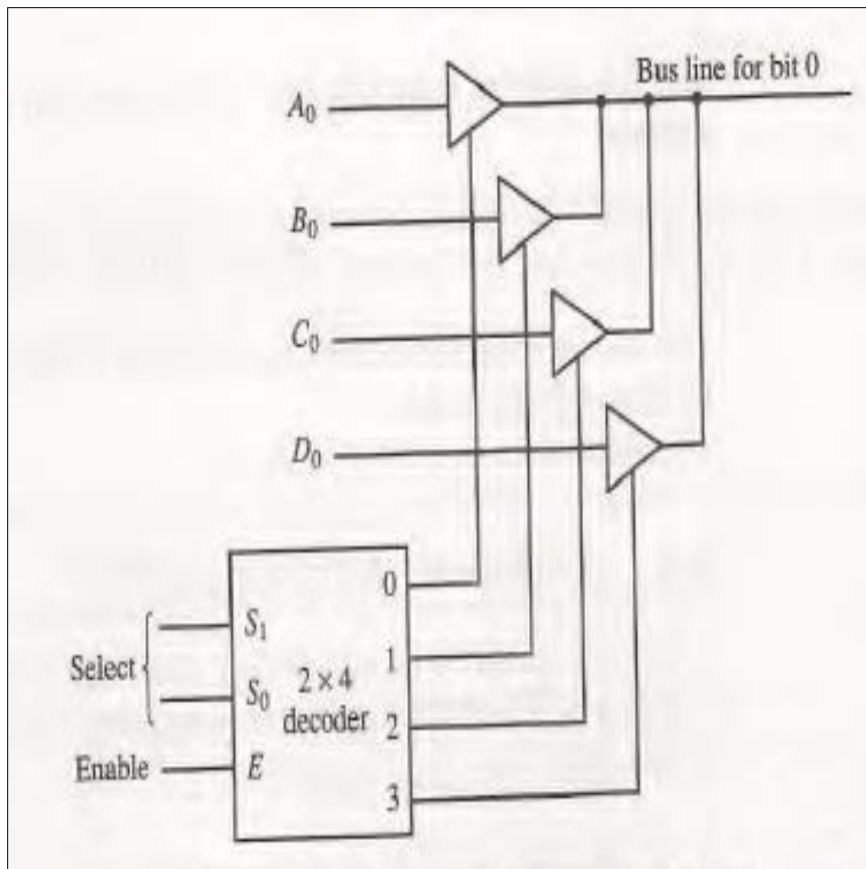 Bus line for bit 0
A₀
B₀
C₀
D₀
0
S₁
1
Select
S₀
2 × 4
decoder
2
Enable
E
3